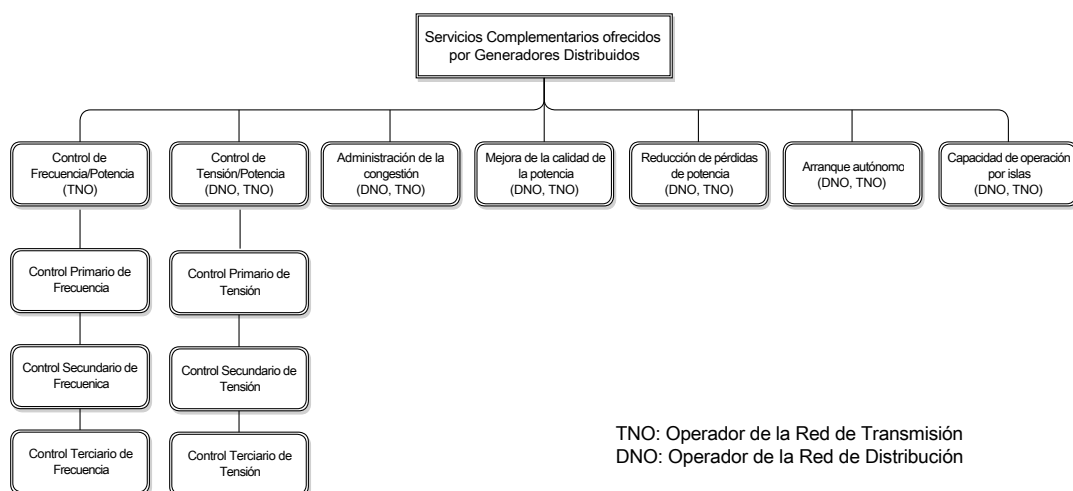 Servicios Complementarios ofrecidos
por Generadores Distribuidos
Control de
Frecuencia/Potencia
(TNO)
Control de
Tensión/Potencia
(DNO, TNO)
Administración de la
congestión
(DNO, TNO)
Mejora de la calidad de
la potencia
(DNO, TNO)
Reducción de pérdidas
de potencia
(DNO, TNO)
Arranque autónomo
(DNO, TNO)
Capacidad de operación
por islas
(DNO, TNO)
Control Primario de
Frecuencia
Control Primario de
Tensión
Control Secundario de
Frecuenica
Control Secundario de
Tensión
Control Terciario de
Frecuencia
Control Terciario de
Tensión
TNO: Operador de la Red de Transmisión
DNO: Operador de la Red de Distribución